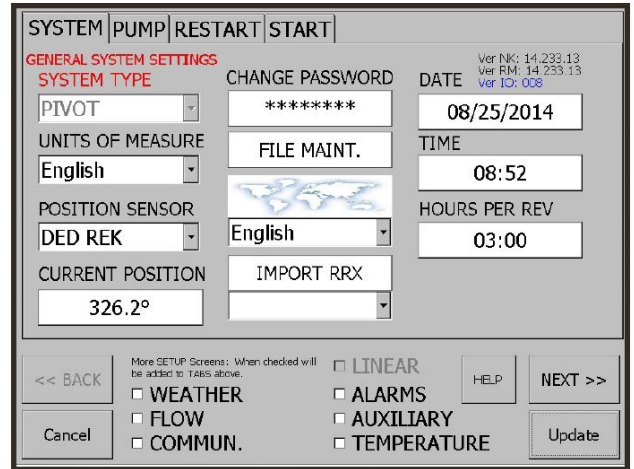 SYSTEM PUMP RESTART START
GENERAL SYSTEM SETTINGS
SYSTEM TYPE
PIVOT
UNITS OF MEASURE
English
POSITION SENSOR
DED REK
CURRENT POSITION
326.2°
CHANGE PASSWORD
********
FILE MAINT.
English
IMPORT RRX
Ver NK: 14.233.13
Ver RM: 14.233.13
Ver IO: 008
DATE
08/25/2014
TIME
08:52
HOURS PER REV
03:00
<< BACK
Cancel
More SETUP Screens: When checked will
be added to TABS above.
WEATHER
FLOW
COMMUN.
LINEAR
ALARMS
AUXILIARY
TEMPERATURE
HELP
NEXT >>
Update